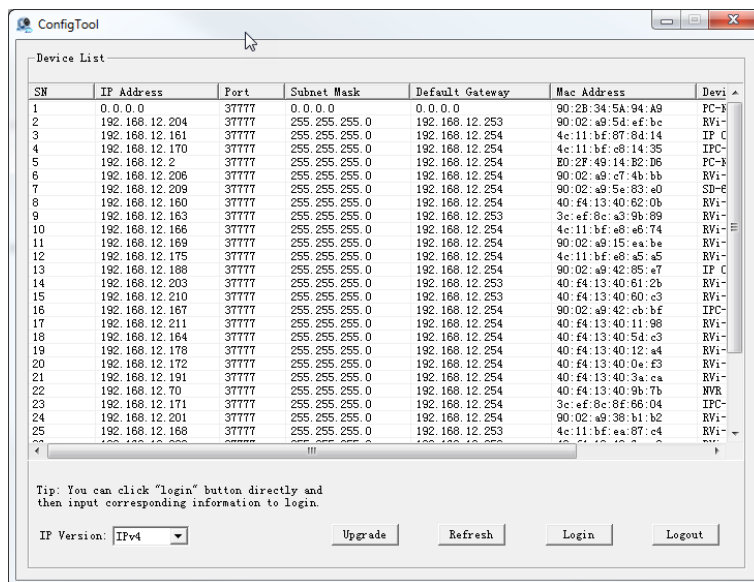 ConfigTool
Device List
SN IP Address Port Subnet Mask Default Gateway Mac Address Devi
1 0.0.0.0 37777 0.0.0.0 0.0.0.0 90:2B:34:5A:94:A9 PC-N
2 192.168.12.204 37777 255.255.255.0 192.168.12.253 90:02:a9:5d:ef:bc RVi-
3 192.168.12.161 37777 255.255.255.0 192.168.12.254 4c:11:bf:87:8d:14 IP C
4 192.168.12.170 37777 255.255.255.0 192.168.12.254 4c:11:bf:c8:14:35 IPC-
5 192.168.12.2 37777 255.255.255.0 192.168.12.254 E0:2F:49:14:B2:D6 PC-N
6 192.168.12.206 37777 255.255.255.0 192.168.12.254 90:02:a9:c7:4b:bb RVi-
7 192.168.12.209 37777 255.255.255.0 192.168.12.254 90:02:a9:5e:83:e0 SD-6
8 192.168.12.160 37777 255.255.255.0 192.168.12.254 40:f4:13:40:62:0b RVi-
9 192.168.12.163 37777 255.255.255.0 192.168.12.253 3c:ef:8c:a3:9b:89 RVi-
10 192.168.12.166 37777 255.255.255.0 192.168.12.254 4c:11:bf:e8:e6:74 RVi-
11 192.168.12.169 37777 255.255.255.0 192.168.12.254 90:02:a9:15:ea:be RVi-
12 192.168.12.175 37777 255.255.255.0 192.168.12.254 4c:11:bf:e8:a5:a5 RVi-
13 192.168.12.188 37777 255.255.255.0 192.168.12.254 90:02:a9:42:85:e7 IP C
14 192.168.12.203 37777 255.255.255.0 192.168.12.253 40:f4:13:40:61:2b RVi-
15 192.168.12.210 37777 255.255.255.0 192.168.12.253 40:f4:13:40:60:c3 RVi-
16 192.168.12.167 37777 255.255.255.0 192.168.12.254 90:02:a9:42:cb:bf IPC-
17 192.168.12.211 37777 255.255.255.0 192.168.12.254 40:f4:13:40:11:98 RVi-
18 192.168.12.164 37777 255.255.255.0 192.168.12.254 40:f4:13:40:5d:c3 RVi-
19 192.168.12.178 37777 255.255.255.0 192.168.12.254 40:f4:13:40:12:a4 RVi-
20 192.168.12.172 37777 255.255.255.0 192.168.12.254 40:f4:13:40:0e:f3 RVi-
21 192.168.12.191 37777 255.255.255.0 192.168.12.254 40:f4:13:40:3a:ca RVi-
22 192.168.12.70 37777 255.255.255.0 192.168.12.254 40:f4:13:40:9b:7b NVR
23 192.168.12.171 37777 255.255.255.0 192.168.12.254 3c:ef:8c:8f:66:04 IPC-
24 192.168.12.201 37777 255.255.255.0 192.168.12.254 90:02:a9:38:b1:b2 RVi-
25 192.168.12.168 37777 255.255.255.0 192.168.12.253 4c:11:bf:ea:87:c4 RVi-
Tip: You can click "login" button directly and
then input corresponding information to login.
IP Version: IPv4 Upgrade Refresh Login Logout